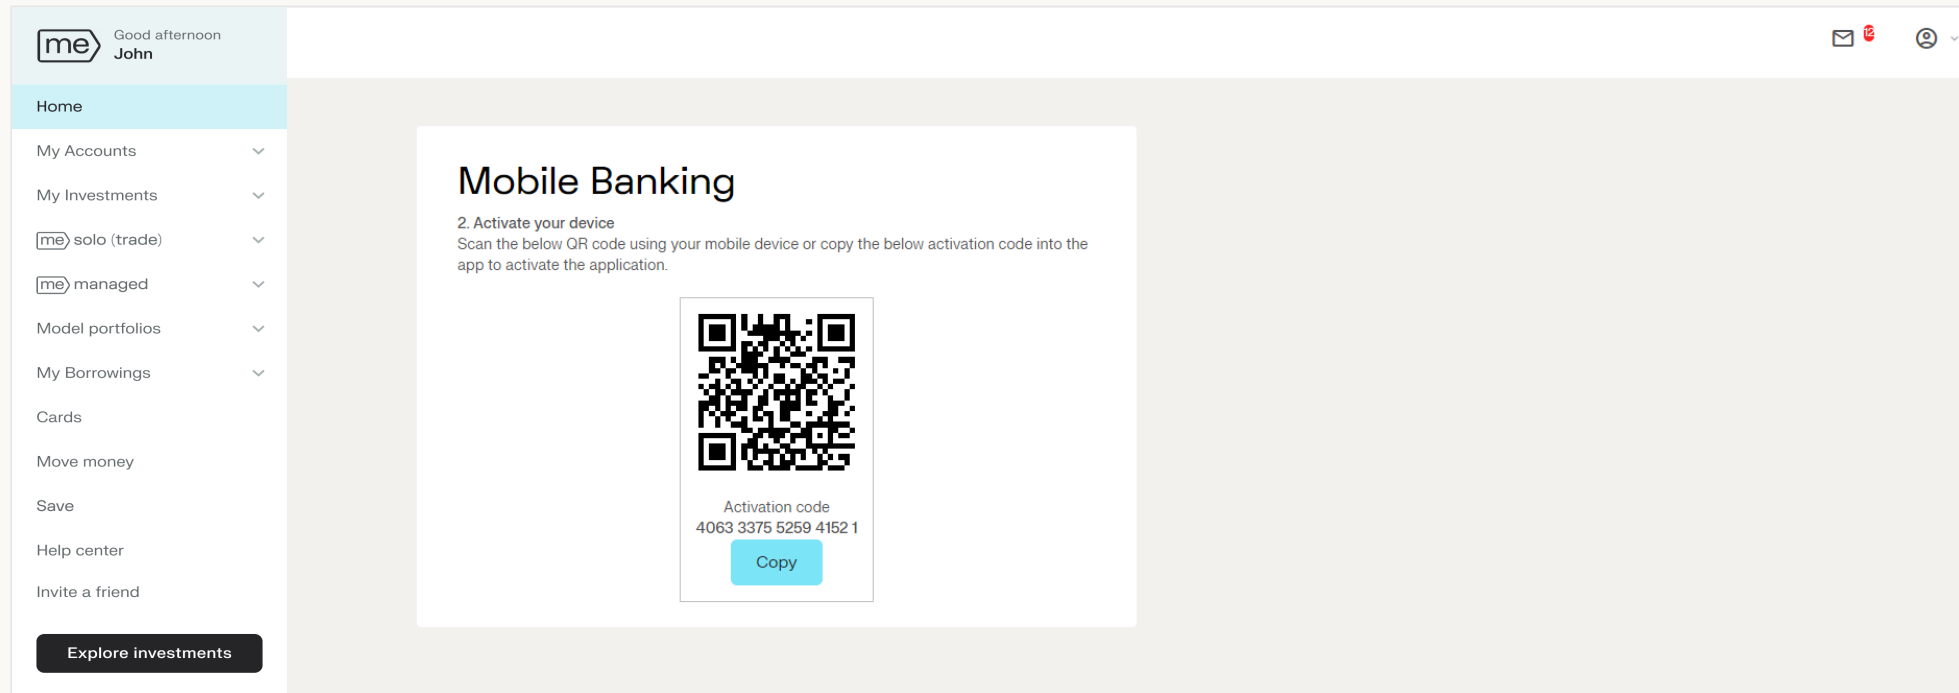 me
Good afternoon
John
12
Home
My Accounts
My Investments
me solo (trade)
me managed
Model portfolios
My Borrowings
Cards
Move money
Save
Help center
Invite a friend
Explore investments
Mobile Banking
2. Activate your device
Scan the below QR code using your mobile device or copy the below activation code into the
app to activate the application.
Activation code
4063 3375 5259 4152 1
Copy